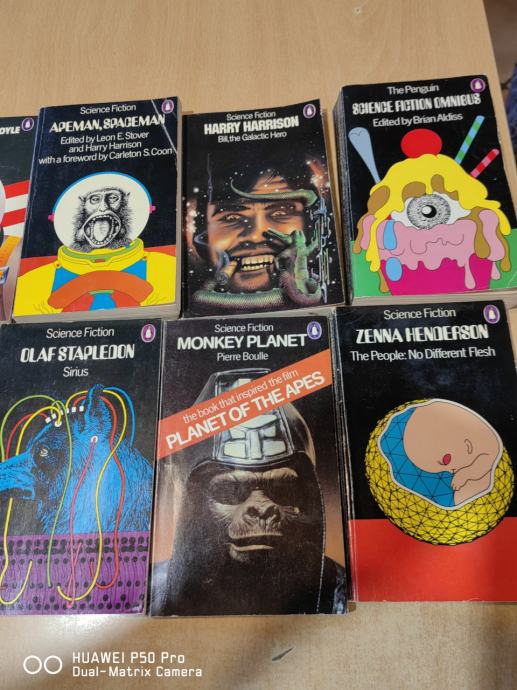 OYLE
Science Fiction
APEMAN, SPACEMAN
Edited by Leon E. Stover
and Harry Harrison
with a foreword by Carleton S. Coon
Science Fiction
HARRY HARRISON
Bill, the Galactic Hero
The Penguin
SCIENCE FICTION OMNIBUS
Edited by Brian Aldiss
Science Fiction
OLAF STAPLEDON
Sirius
Science Fiction
MONKEY PLANET
Pierre Boulle
the book that inspired the film
PLANET OF THE APES
Science Fiction
ZENNA HENDERSON
The People: No Different Flesh
HUAWEI P50 Pro
Dual-Matrix Camera